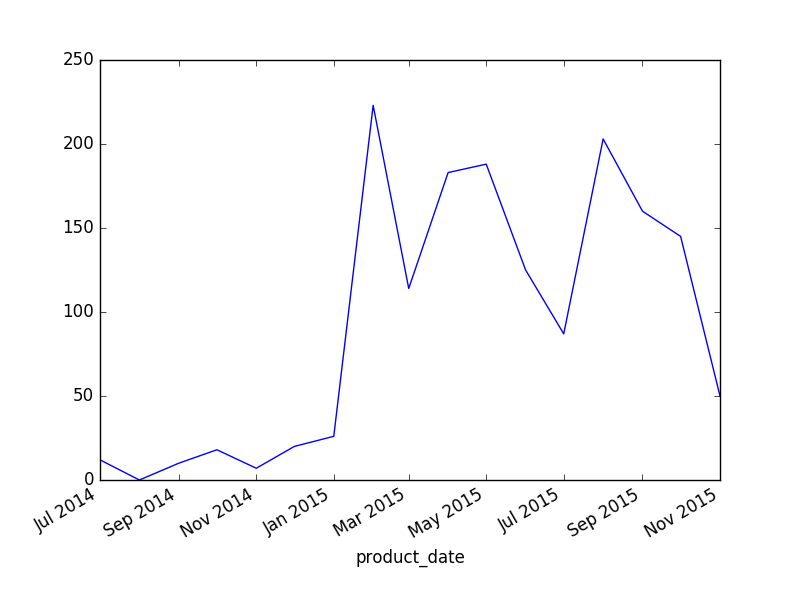 250
200
150
100
50
0
Jul 2014
Sep 2014
Nov 2014
Jan 2015
Mar 2015
May 2015
Jul 2015
Sep 2015
Nov 2015
product_date